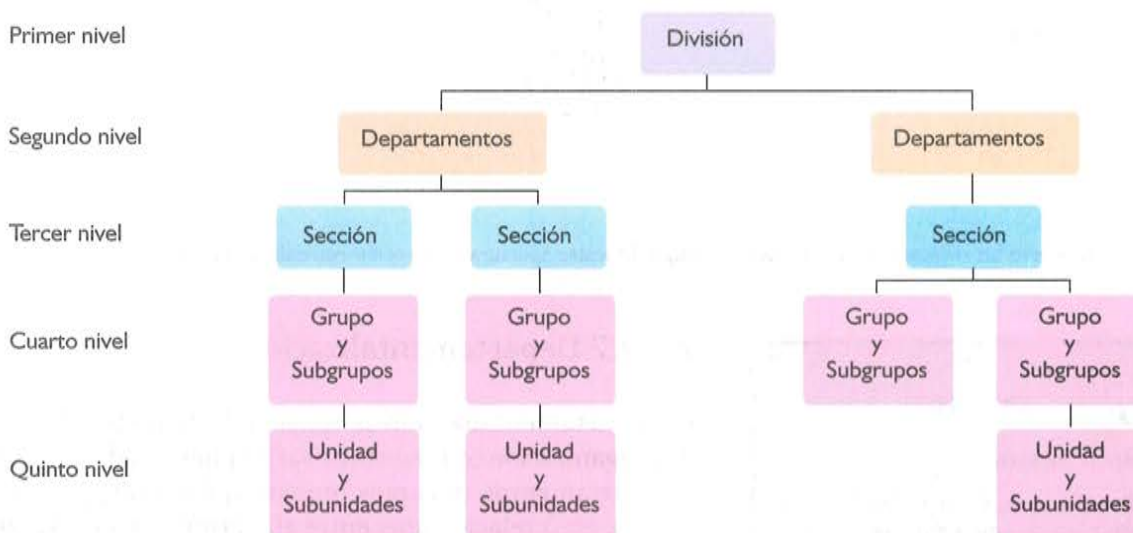 Primer nivel
División
Segundo nivel
Departamentos
Departamentos
Tercer nivel
Sección
Sección
Sección
Cuarto nivel
Grupo
y
Subgrupos
Grupo
y
Subgrupos
Grupo
y
Subgrupos
Grupo
y
Subgrupos
Quinto nivel
Unidad
y
Subunidades
Unidad
y
Subunidades
Unidad
y
Subunidades